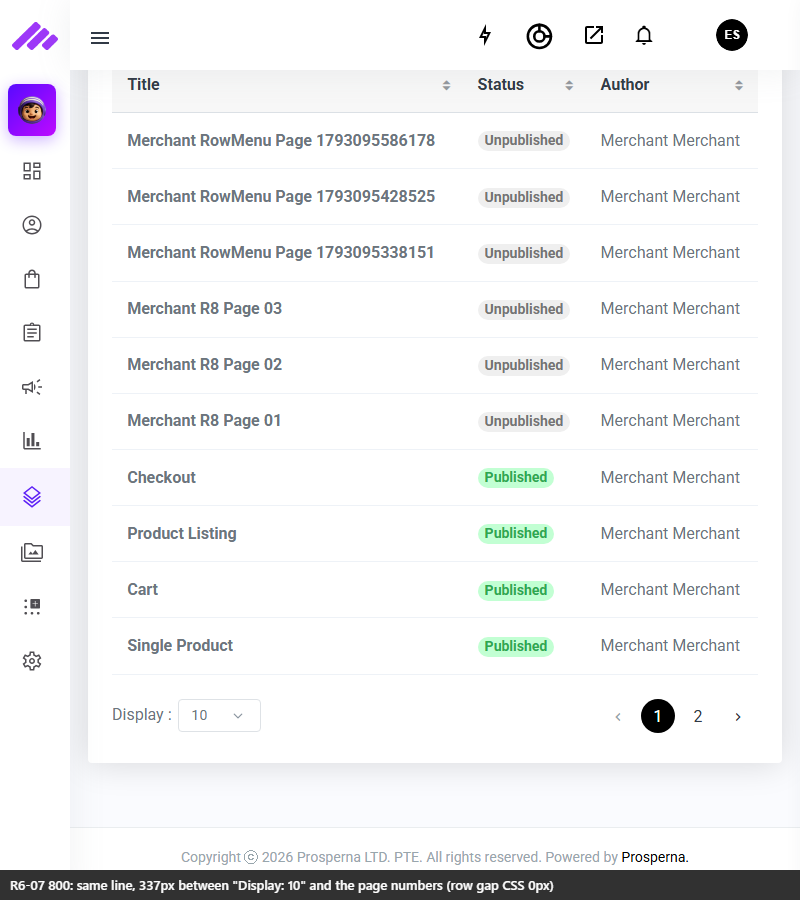 ES
Title Status Author
Merchant RowMenu Page 1793095586178 Unpublished Merchant Merchant
Merchant RowMenu Page 1793095428525 Unpublished Merchant Merchant
Merchant RowMenu Page 1793095338151 Unpublished Merchant Merchant
Merchant R8 Page 03 Unpublished Merchant Merchant
Merchant R8 Page 02 Unpublished Merchant Merchant
Merchant R8 Page 01 Unpublished Merchant Merchant
Checkout Published Merchant Merchant
Product Listing Published Merchant Merchant
Cart Published Merchant Merchant
Single Product Published Merchant Merchant
Display : 10 ‹ 1 2 ›
Copyright © 2026 Prosperna LTD. PTE. All rights reserved. Powered by Prosperna.
R6-07 800: same line, 337px between "Display: 10" and the page numbers (row gap CSS 0px)